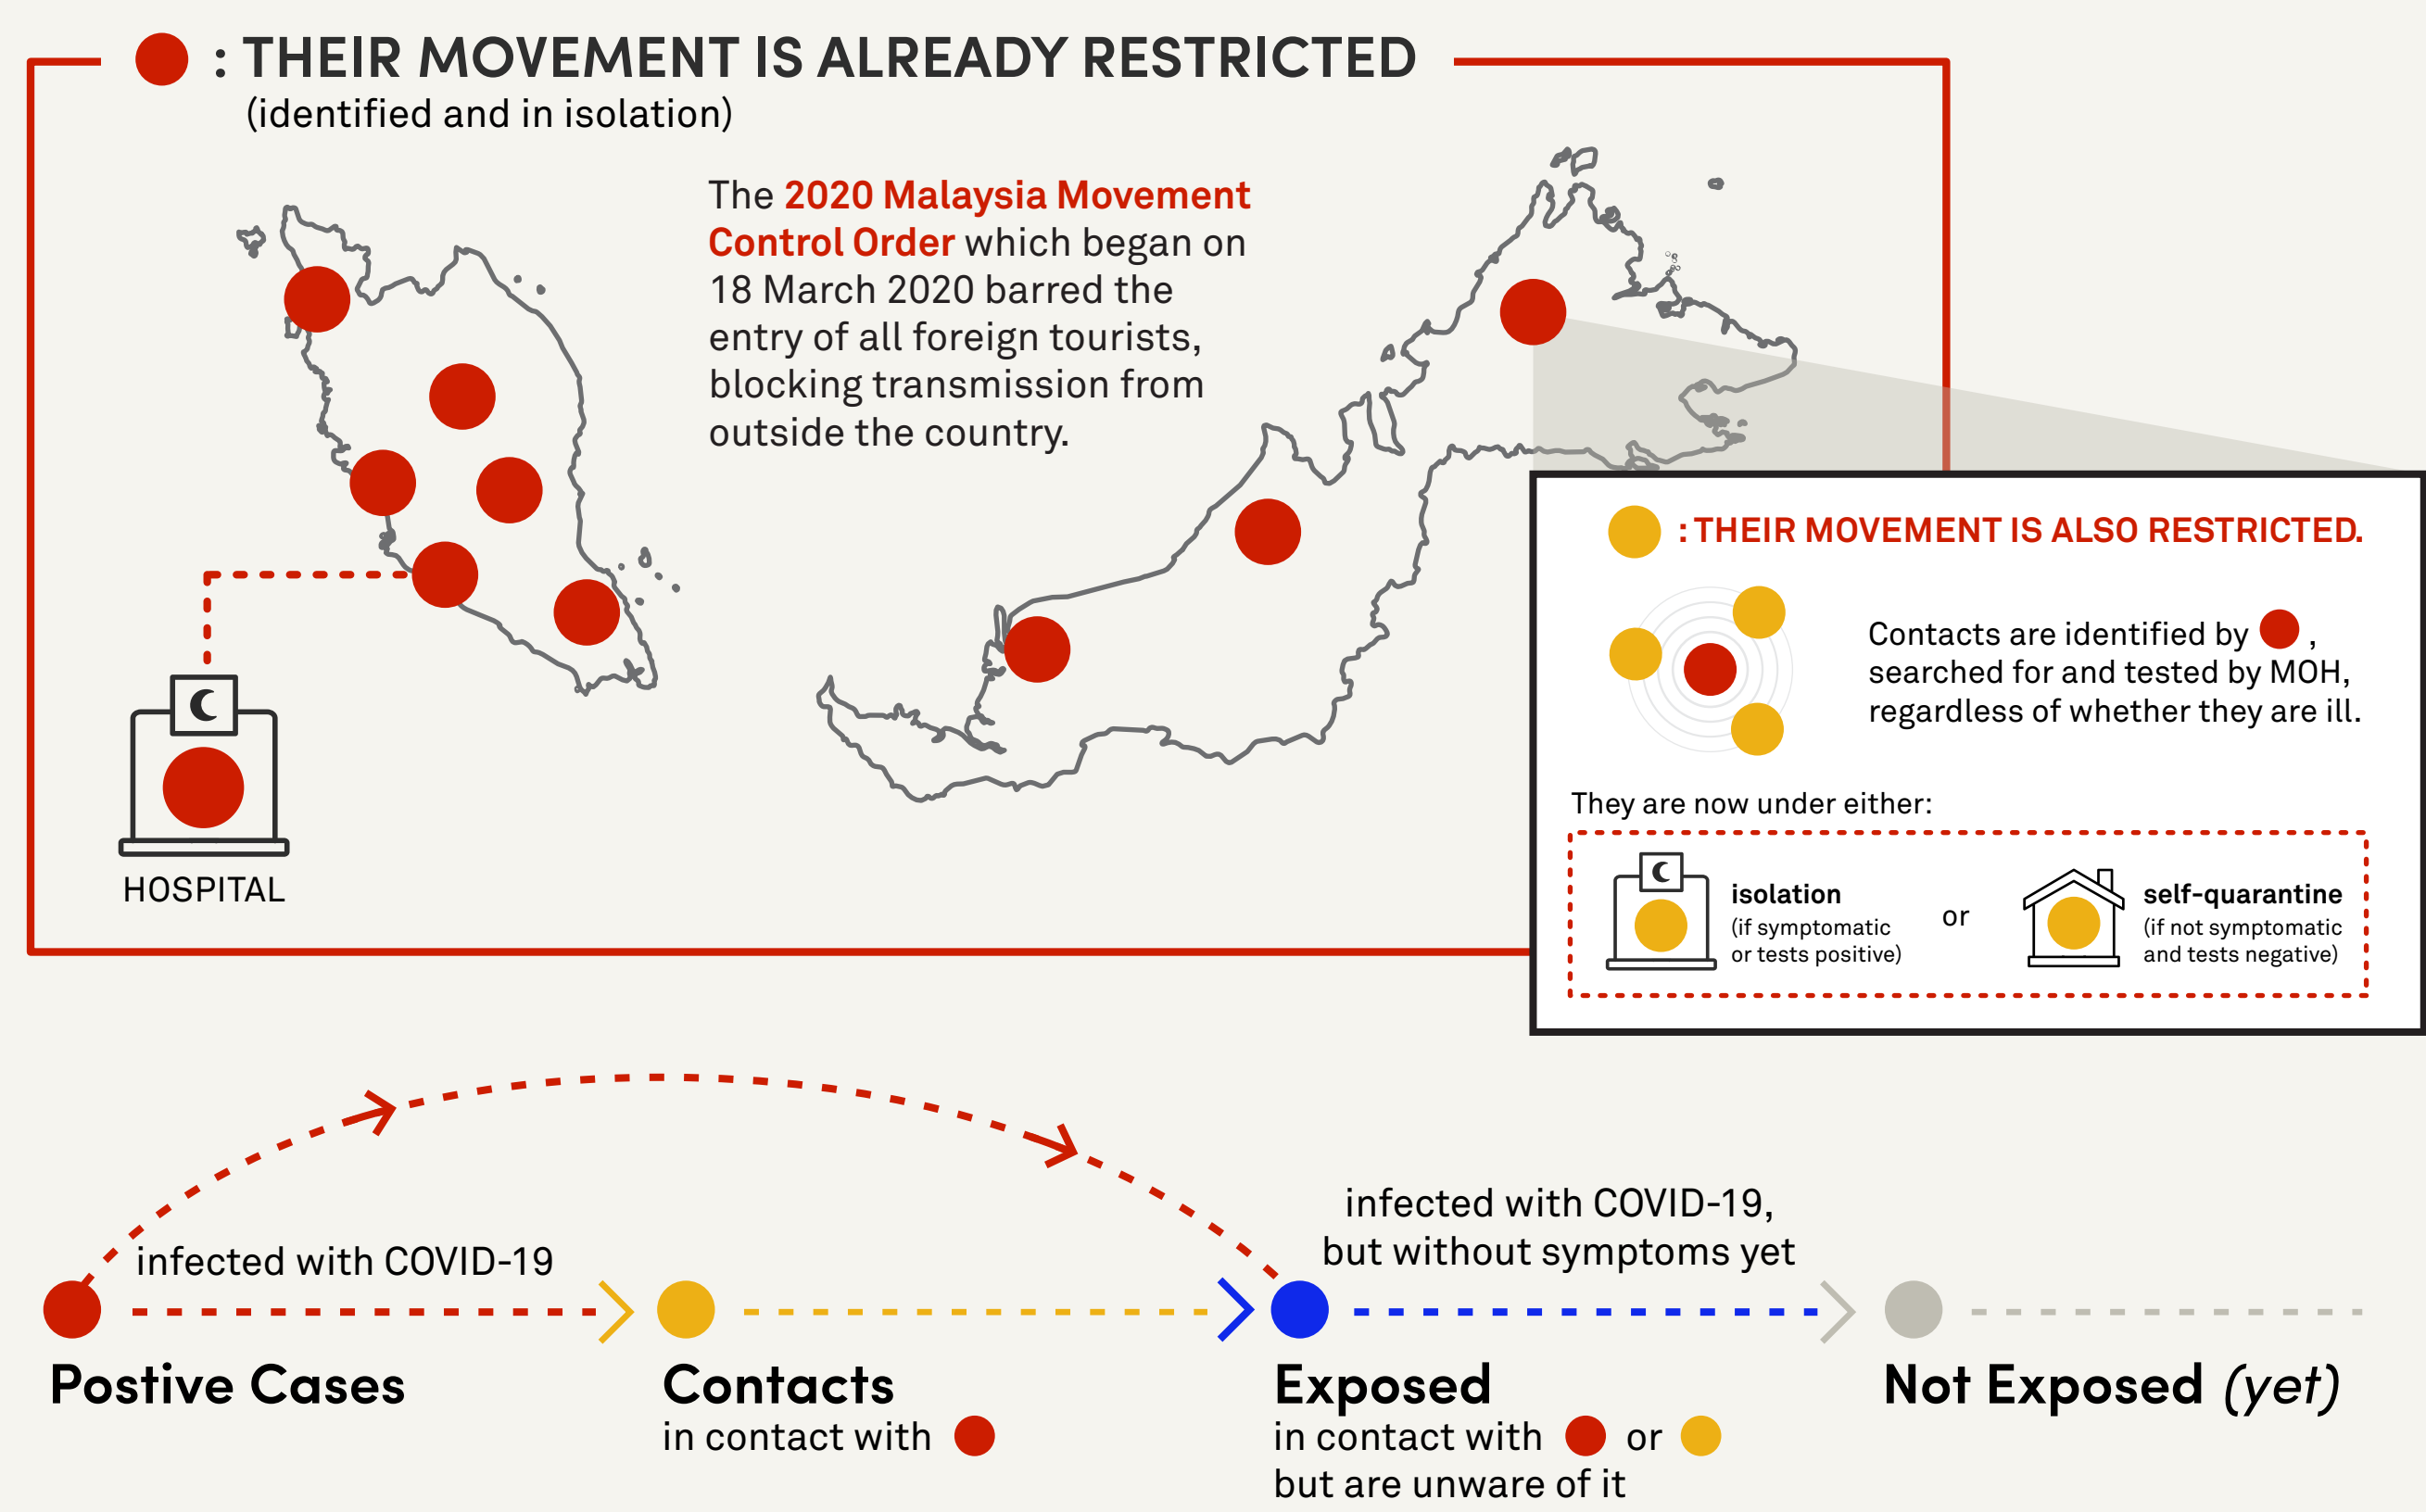 : THEIR MOVEMENT IS ALREADY RESTRICTED
(identified and in isolation)
The 2020 Malaysia Movement
Control Order which began on
18 March 2020 barred the
entry of all foreign tourists,
blocking transmission from
outside the country.
HOSPITAL
: THEIR MOVEMENT IS ALSO RESTRICTED.
Contacts are identified by ,
searched for and tested by MOH,
regardless of whether they are ill.
They are now under either:
isolation
(if symptomatic
or tests positive)
or
self-quarantine
(if not symptomatic
and tests negative)
infected with COVID-19
infected with COVID-19,
but without symptoms yet
Postive Cases
Contacts
in contact with
Exposed
in contact with or
but are unware of it
Not Exposed (yet)